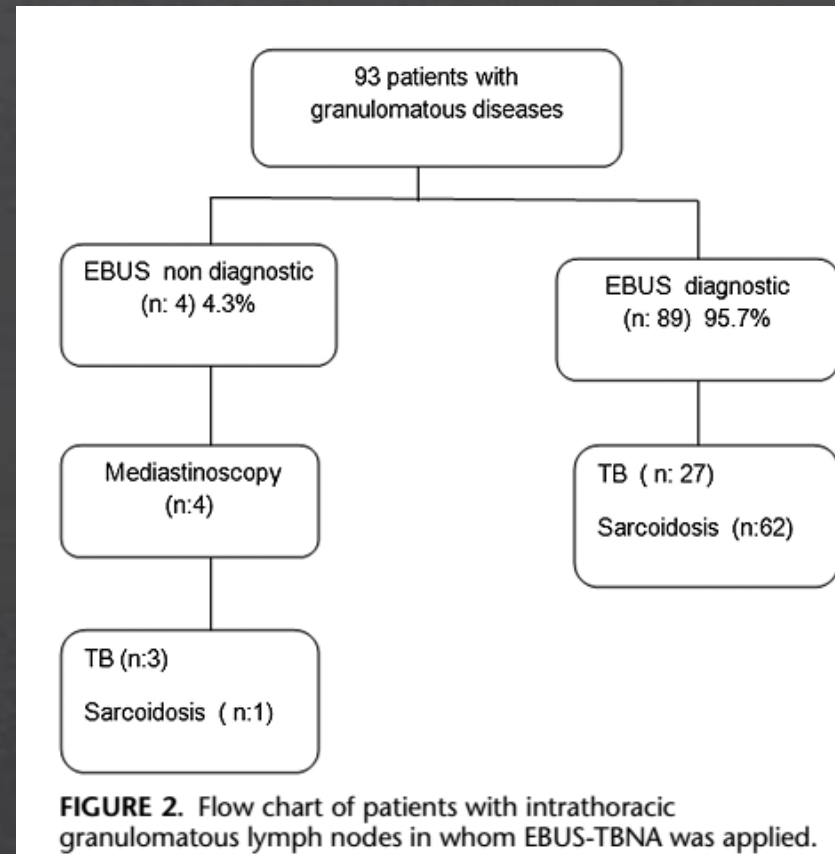 93 patients with
granulomatous diseases
EBUS non diagnostic
(n: 4) 4.3%
EBUS diagnostic
(n: 89) 95.7%
Mediastinoscopy
(n:4)
TB ( n: 27)
Sarcoidosis (n:62)
TB (n:3)
Sarcoidosis ( n:1)
FIGURE 2. Flow chart of patients with intrathoracic
granulomatous lymph nodes in whom EBUS-TBNA was applied.